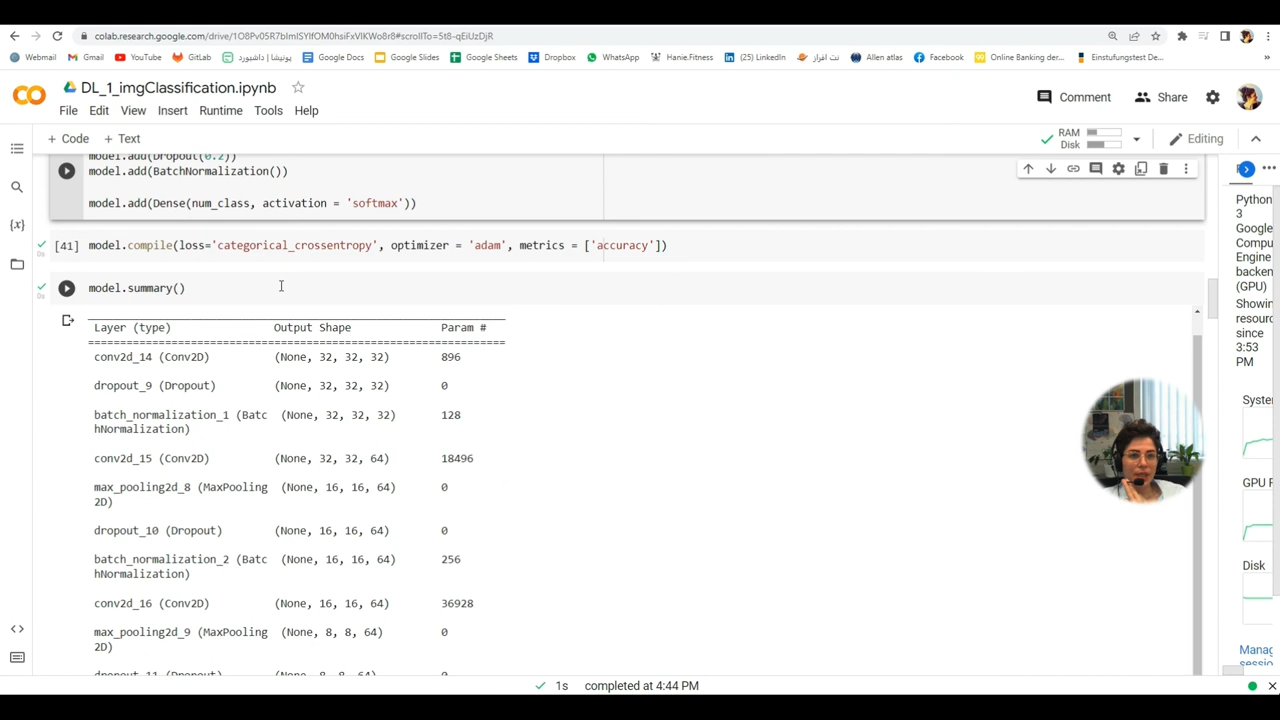 colab.research.google.com/drive/1O8Pv05R7bImISYIfOM0hsiFxVIKWo8r8#scrollTo=5t8-qEiUzDjR
Webmail
Gmail
YouTube
GitLab
پونیشا | داشبورد
Google Docs
Google Slides
Google Sheets
Dropbox
WhatsApp
Hanie.Fitness
(25) LinkedIn
نت افزار
Allen atlas
Facebook
Online Banking der...
Einstufungstest De...
DL_1_imgClassification.ipynb
Comment
Share
File Edit View Insert Runtime Tools Help
+ Code + Text
RAM
Disk
Editing
model.add(Dropout(0.2))
model.add(BatchNormalization())
model.add(Dense(num_class, activation = 'softmax'))
[41] model.compile(loss='categorical_crossentropy', optimizer = 'adam', metrics = ['accuracy'])
0s
model.summary()
0s
Layer (type) Output Shape Param #
=================================================================
conv2d_14 (Conv2D) (None, 32, 32, 32) 896
dropout_9 (Dropout) (None, 32, 32, 32) 0
batch_normalization_1 (Batc (None, 32, 32, 32) 128
hNormalization)
conv2d_15 (Conv2D) (None, 32, 32, 64) 18496
max_pooling2d_8 (MaxPooling (None, 16, 16, 64) 0
2D)
dropout_10 (Dropout) (None, 16, 16, 64) 0
batch_normalization_2 (Batc (None, 16, 16, 64) 256
hNormalization)
conv2d_16 (Conv2D) (None, 16, 16, 64) 36928
max_pooling2d_9 (MaxPooling (None, 8, 8, 64) 0
2D)
dropout_11 (Dropout) (None, 8, 8, 64) 0
Python
3
Google
Compu
Engine
backen
(GPU)
Showin
resourc
since
3:53
PM
Syste
GPU R
Disk
Manag
sessio
1s completed at 4:44 PM